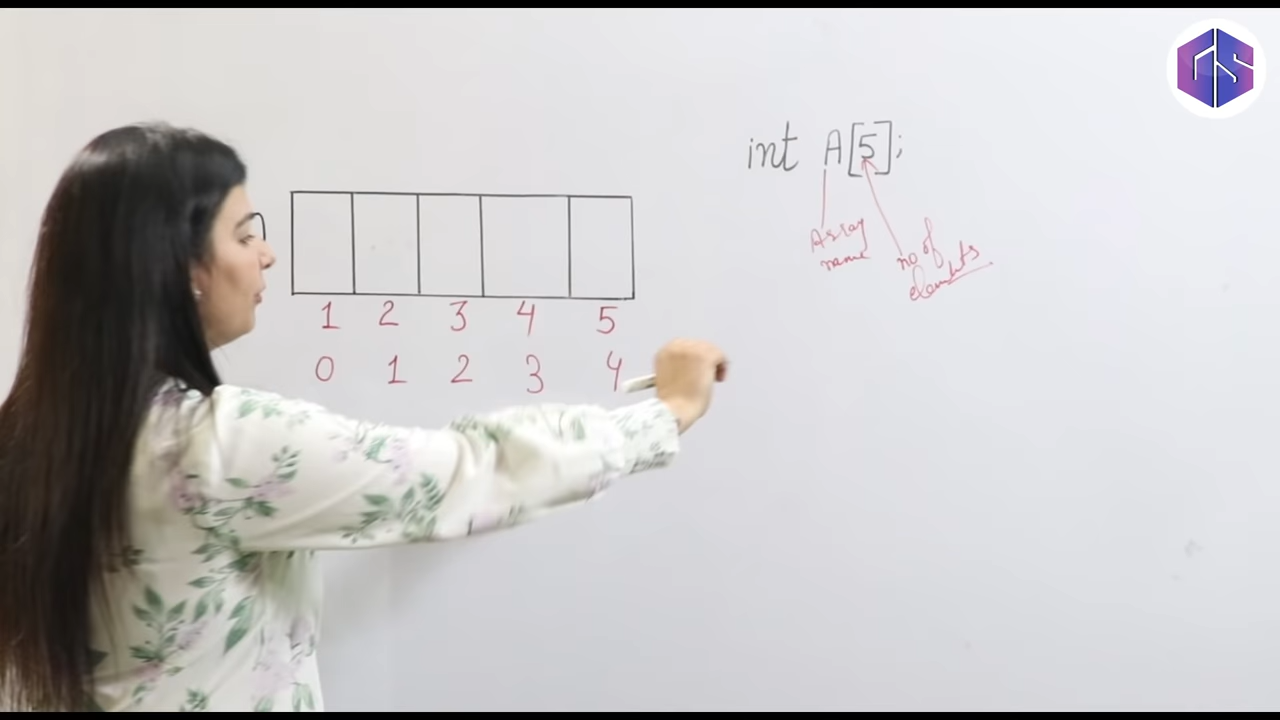 int A[5];
Array
name
no of
elements
1 2 3 4 5
0 1 2 3 4